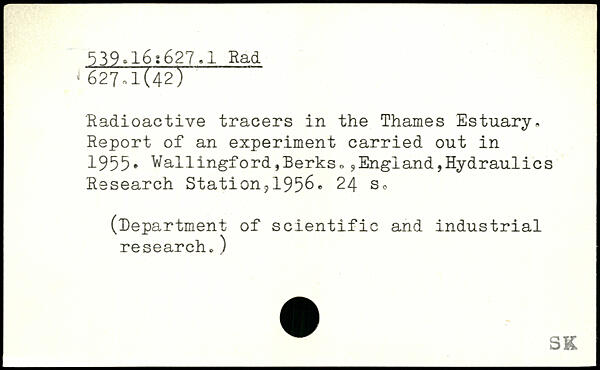 539.16:627.1 Rad
627.1(42)
Radioactive tracers in the Thames Estuary.
Report of an experiment carried out in
1955. Wallingford,Berks.,England,Hydraulics
Research Station,1956. 24 s.
(Department of scientific and industrial
research.)
SK